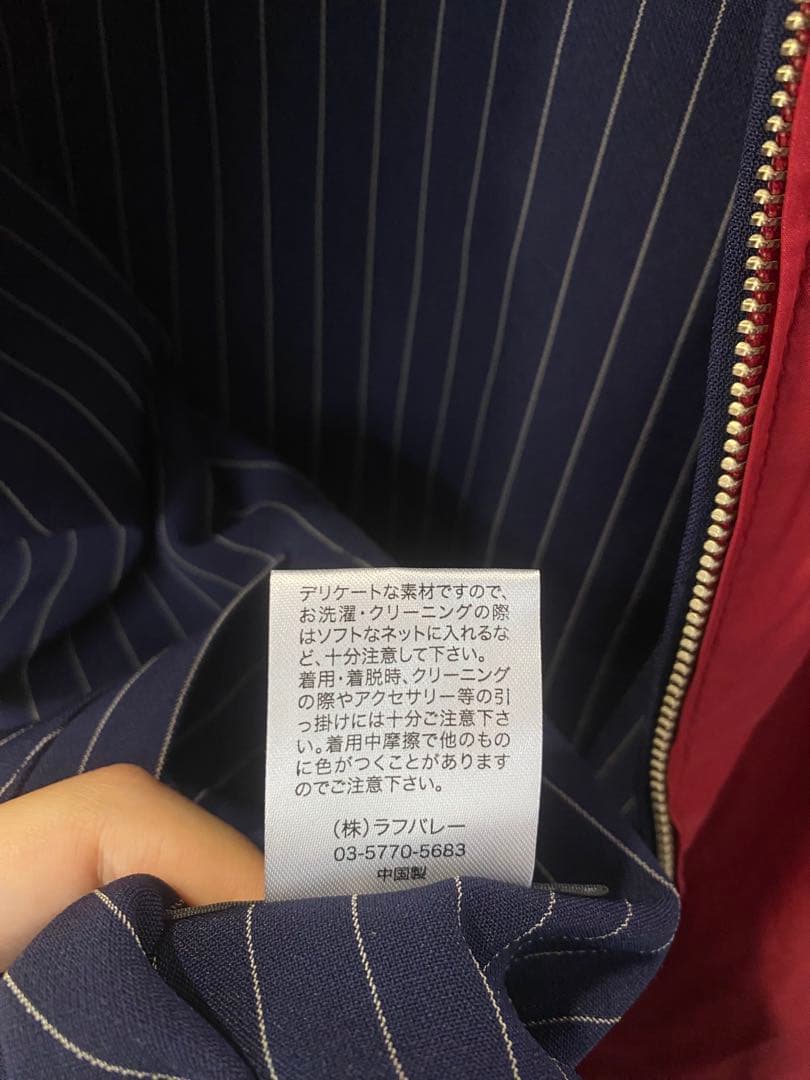 デリケートな素材ですので、
お洗濯・クリーニングの際
はソフトなネットに入れるな
ど、十分注意して下さい。
着用・着脱時、クリーニング
の際やアクセサリー等の引
っ掛けには十分ご注意下さ
い。着用中摩擦で他のもの
に色がつくことがあります
のでご注意下さい。
(株)ラフバレー
03-5770-5683
中国製